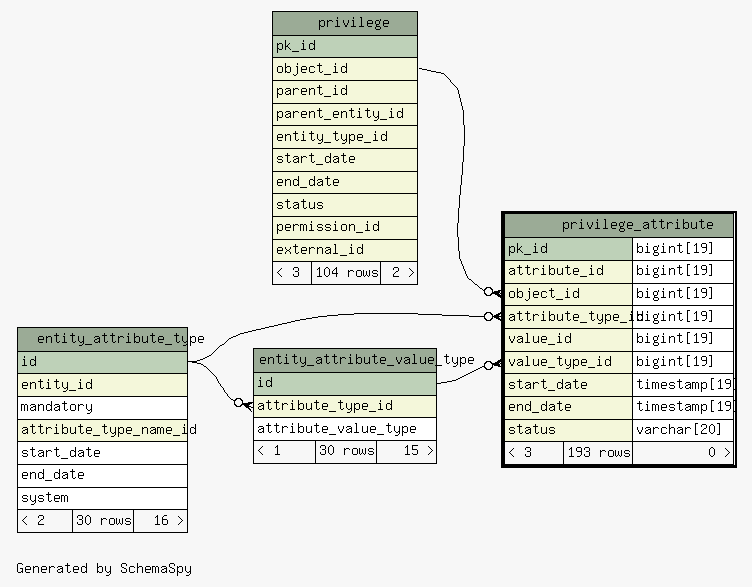 privilege
pk_id
object_id
parent_id
parent_entity_id
entity_type_id
start_date
end_date
status
permission_id
external_id
< 3 104 rows 2 >
privilege_attribute
pk_id bigint[19]
attribute_id bigint[19]
object_id bigint[19]
attribute_type_id bigint[19]
value_id bigint[19]
value_type_id bigint[19]
start_date timestamp[19]
end_date timestamp[19]
status varchar[20]
< 3 193 rows 0 >
entity_attribute_type
id
entity_id
mandatory
attribute_type_name_id
start_date
end_date
system
< 2 30 rows 16 >
entity_attribute_value_type
id
attribute_type_id
attribute_value_type
< 1 30 rows 15 >
Generated by SchemaSpy